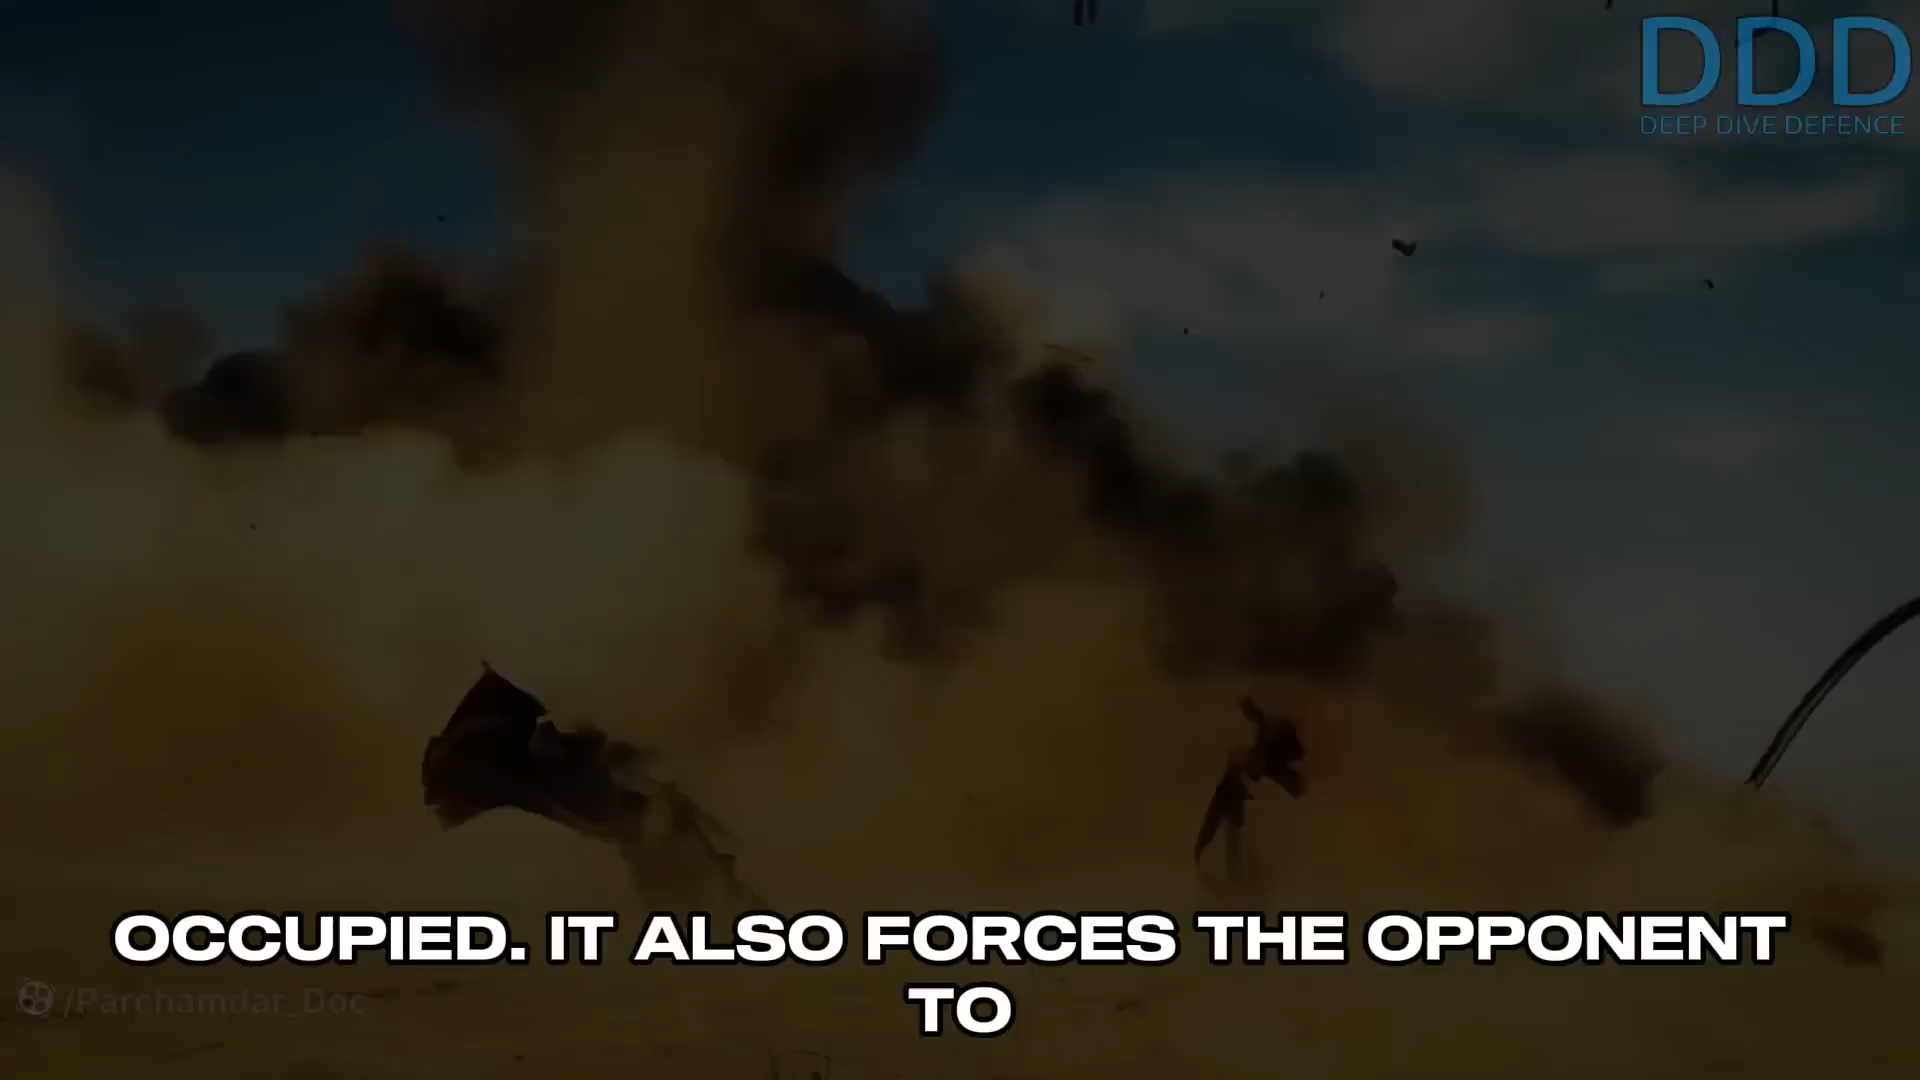 DDD
DEEP DIVE DEFENCE
OCCUPIED. IT ALSO FORCES THE OPPONENT
TO
/Parchamdar_Doc